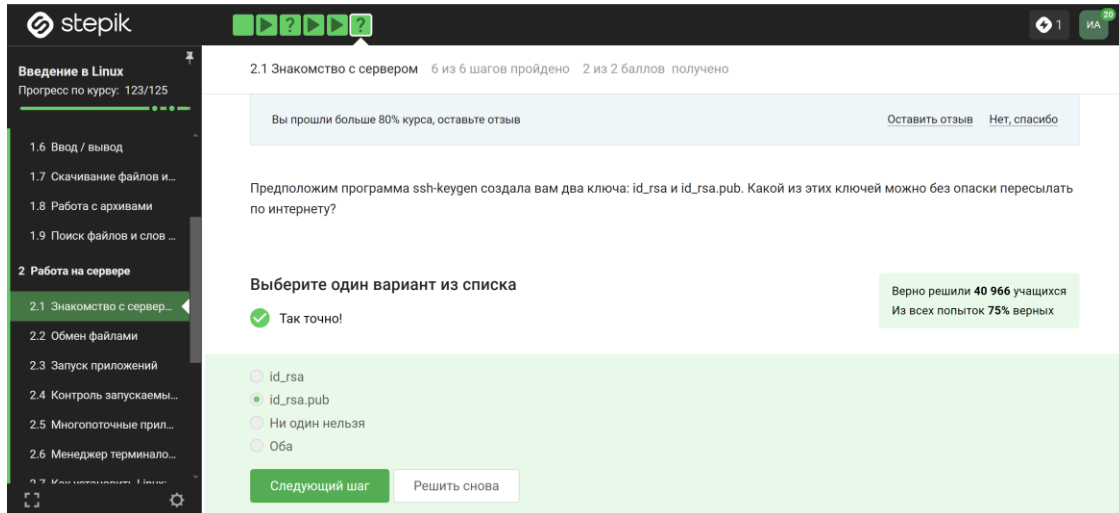 stepik
?
?
1
ИА
20
Введение в Linux
Прогресс по курсу: 123/125
1.6 Ввод / вывод
1.7 Скачивание файлов и...
1.8 Работа с архивами
1.9 Поиск файлов и слов ...
2 Работа на сервере
2.1 Знакомство с сервер...
2.2 Обмен файлами
2.3 Запуск приложений
2.4 Контроль запускаемы...
2.5 Многопоточные прил...
2.6 Менеджер терминало...
2.1 Знакомство с сервером 6 из 6 шагов пройдено 2 из 2 баллов получено
Вы прошли больше 80% курса, оставьте отзыв
Оставить отзыв Нет, спасибо
Предположим программа ssh-keygen создала вам два ключа: id_rsa и id_rsa.pub. Какой из этих ключей можно без опаски пересылать
по интернету?
Выберите один вариант из списка
Так точно!
Верно решили 40 966 учащихся
Из всех попыток 75% верных
id_rsa
id_rsa.pub
Ни один нельзя
Оба
Следующий шаг
Решить снова